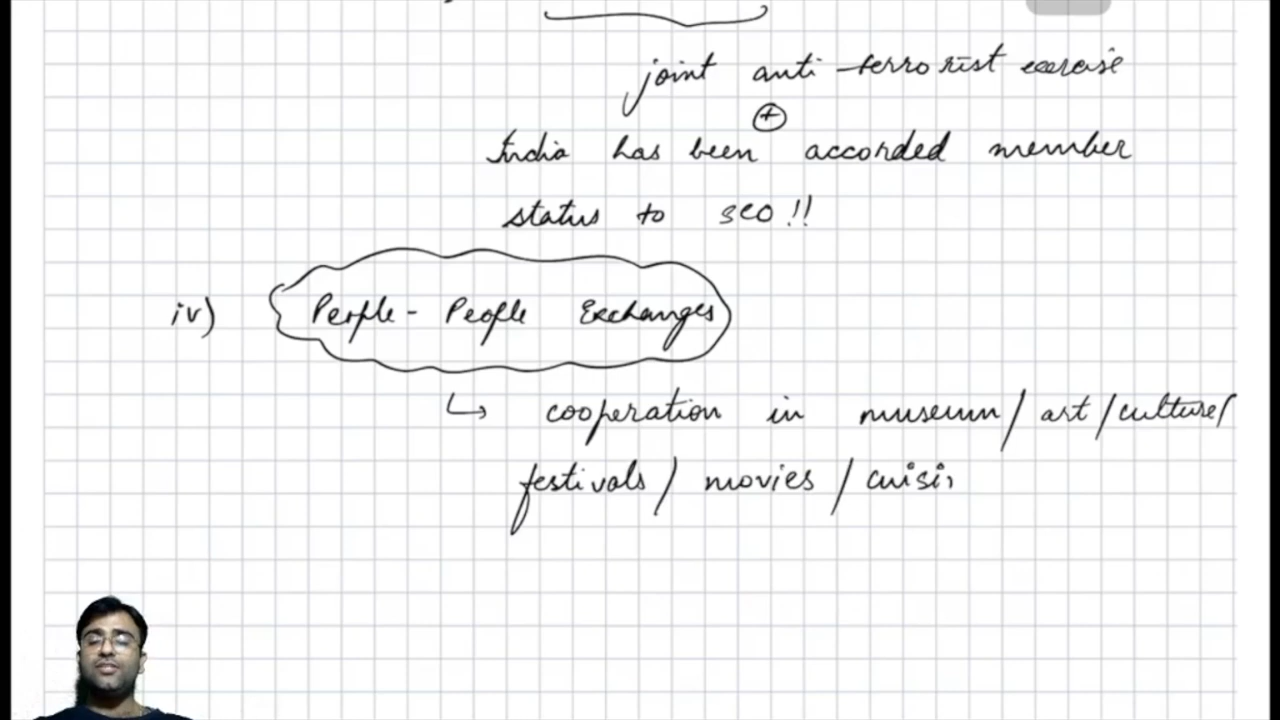 joint anti-terrorist exercise
+
India has been accorded member
status to SCO !!
iv) People - People Exchanges
↳ cooperation in museum / art / culture /
festivals / movies / cuisi